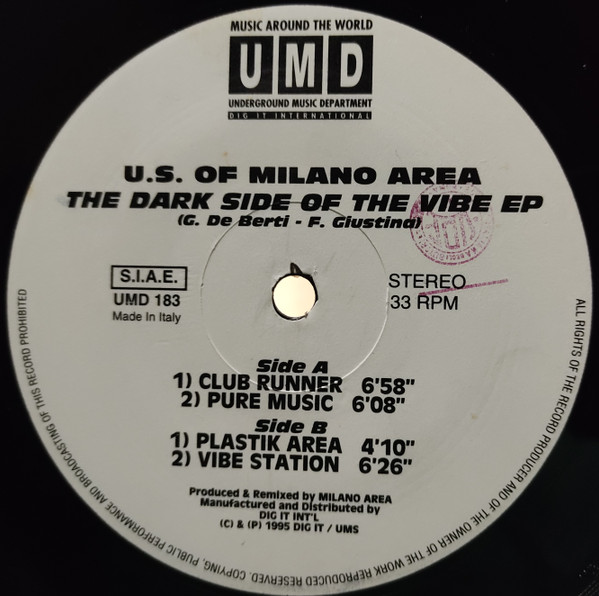 MUSIC AROUND THE WORLD
UMD
UNDERGROUND MUSIC DEPARTMENT
DIG IT INTERNATIONAL
U.S. OF MILANO AREA
THE DARK SIDE OF THE VIBE EP
(G. De Berti - F. Giustina)
S.I.A.E.
UMD 183
Made in Italy
STEREO
33 RPM
Side A
1) CLUB RUNNER 6'58"
2) PURE MUSIC 6'08"
Side B
1) PLASTIK AREA 4'10"
2) VIBE STATION 6'26"
Produced & Remixed by MILANO AREA
Manufactured and Distributed by
DIG IT INT'L
(C) & (P) 1995 DIG IT / UMS
ALL RIGHTS OF THE RECORD PRODUCER AND OF THE OWNER OF THE WORK REPRODUCED RESERVED. COPYING, PUBLIC PERFORMANCE AND BROADCASTING OF THIS RECORD PROHIBITED